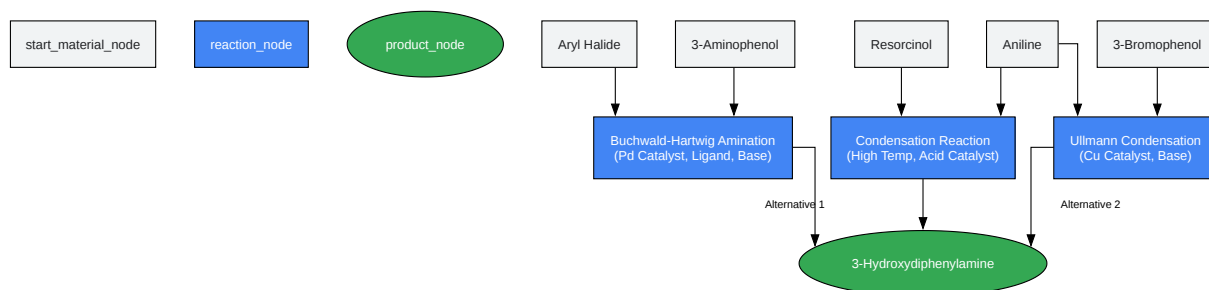 start_material_node
reaction_node
product_node
Aryl Halide
3-Aminophenol
Resorcinol
Aniline
3-Bromophenol
Buchwald-Hartwig Amination
(Pd Catalyst, Ligand, Base)
Condensation Reaction
(High Temp, Acid Catalyst)
Ullmann Condensation
(Cu Catalyst, Base)
Alternative 1
Alternative 2
3-Hydroxydiphenylamine